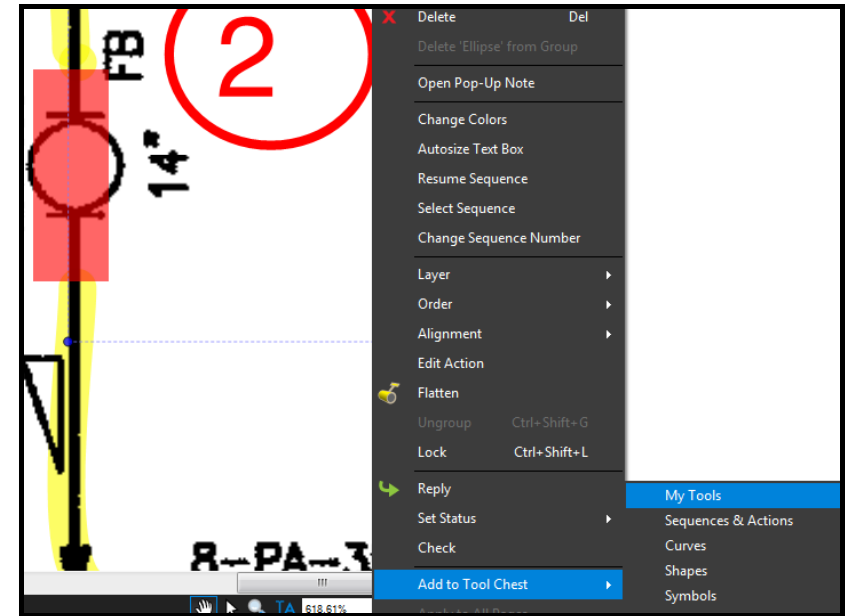 FB
2
14"
8-PA-3
Delete Del
Delete 'Ellipse' from Group
Open Pop-Up Note
Change Colors
Autosize Text Box
Resume Sequence
Select Sequence
Change Sequence Number
Layer
Order
Alignment
Edit Action
Flatten
Ungroup Ctrl+Shift+G
Lock Ctrl+Shift+L
Reply
Set Status
Check
Add to Tool Chest
My Tools
Sequences & Actions
Curves
Shapes
Symbols
TA 618.61%